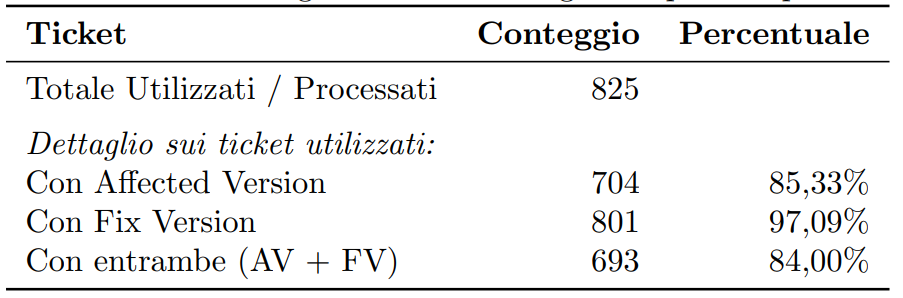 Ticket Conteggio Percentuale
Totale Utilizzati / Processati 825
Dettaglio sui ticket utilizzati:
Con Affected Version 704 85,33%
Con Fix Version 801 97,09%
Con entrambe (AV + FV) 693 84,00%